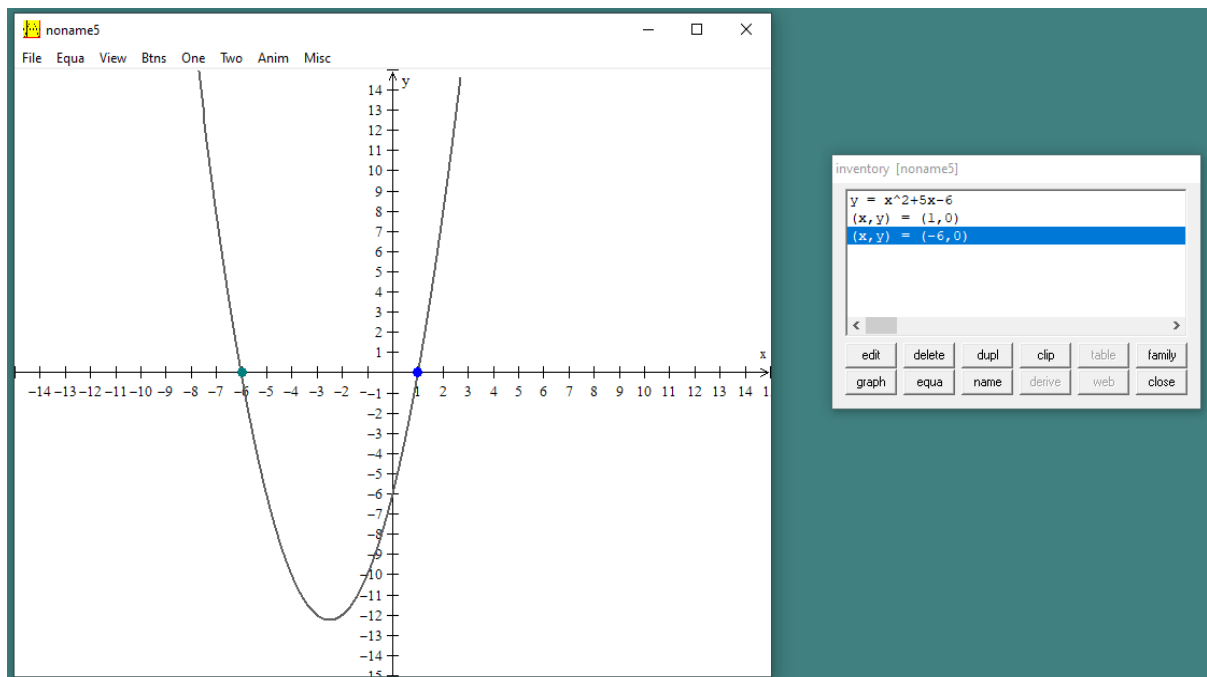 noname5
File Equa View Btns One Two Anim Misc
y
14
13
12
11
10
9
8
7
6
5
4
3
2
1
x
−14 −13 −12 −11 −10 −9 −8 −7 −6 −5 −4 −3 −2 −1 1 2 3 4 5 6 7 8 9 10 11 12 13 14 1
−2
−3
−4
−5
−6
−7
−8
−9
−10
−11
−12
−13
−14
−15
inventory [noname5]
y = x^2+5x-6
(x,y) = (1,0)
(x,y) = (-6,0)
edit delete dupl clip table family
graph equa name derive web close